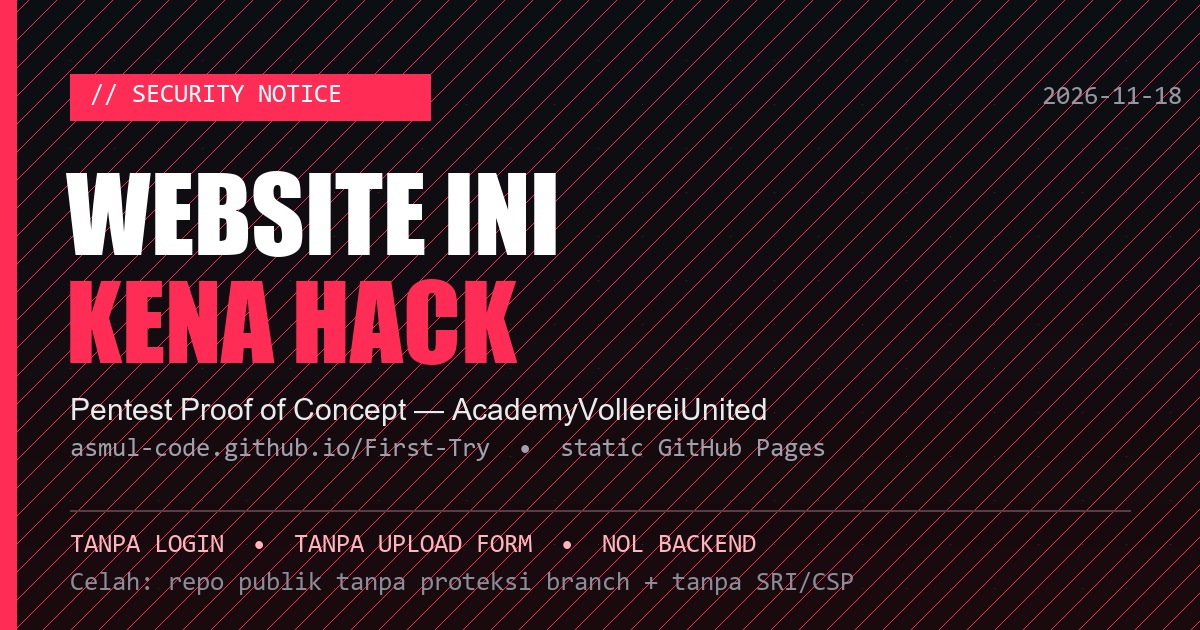 // SECURITY NOTICE
2026-11-18
WEBSITE INI
KENA HACK
Pentest Proof of Concept — AcademyVollereiUnited
asmul-code.github.io/First-Try • static GitHub Pages
TANPA LOGIN • TANPA UPLOAD FORM • NOL BACKEND
Celah: repo publik tanpa proteksi branch + tanpa SRI/CSP